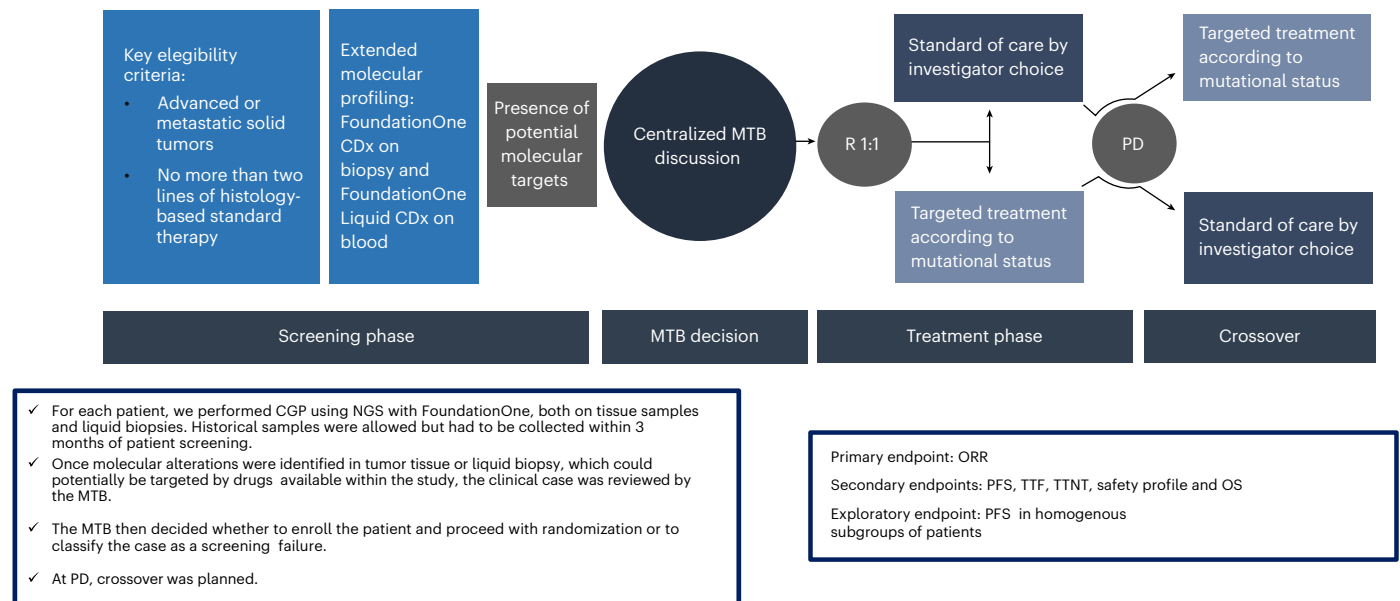 Key elegibility
criteria:
• Advanced or
metastatic solid
tumors
• No more than two
lines of histology-
based standard
therapy
Extended
molecular
profiling:
FoundationOne
CDx on
biopsy and
FoundationOne
Liquid CDx on
blood
Presence of
potential
molecular
targets
Centralized MTB
discussion
R 1:1
Standard of care by
investigator choice
Targeted treatment
according to
mutational status
PD
Targeted treatment
according to
mutational status
Standard of care by
investigator choice
Screening phase
MTB decision
Treatment phase
Crossover
✓ For each patient, we performed CGP using NGS with FoundationOne, both on tissue samples
and liquid biopsies. Historical samples were allowed but had to be collected within 3
months of patient screening.
✓ Once molecular alterations were identified in tumor tissue or liquid biopsy, which could
potentially be targeted by drugs available within the study, the clinical case was reviewed by
the MTB.
✓ The MTB then decided whether to enroll the patient and proceed with randomization or to
classify the case as a screening failure.
✓ At PD, crossover was planned.
Primary endpoint: ORR
Secondary endpoints: PFS, TTF, TTNT, safety profile and OS
Exploratory endpoint: PFS in homogenous
subgroups of patients